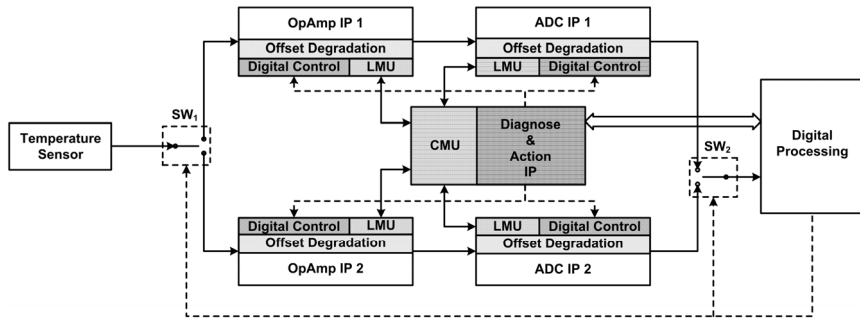 OpAmp IP 1
ADC IP 1
Offset Degradation
Offset Degradation
Digital Control
LMU
LMU
Digital Control
SW1
Temperature
Sensor
CMU
Diagnose
&
Action
IP
SW2
Digital
Processing
Digital Control
LMU
LMU
Digital Control
Offset Degradation
Offset Degradation
OpAmp IP 2
ADC IP 2